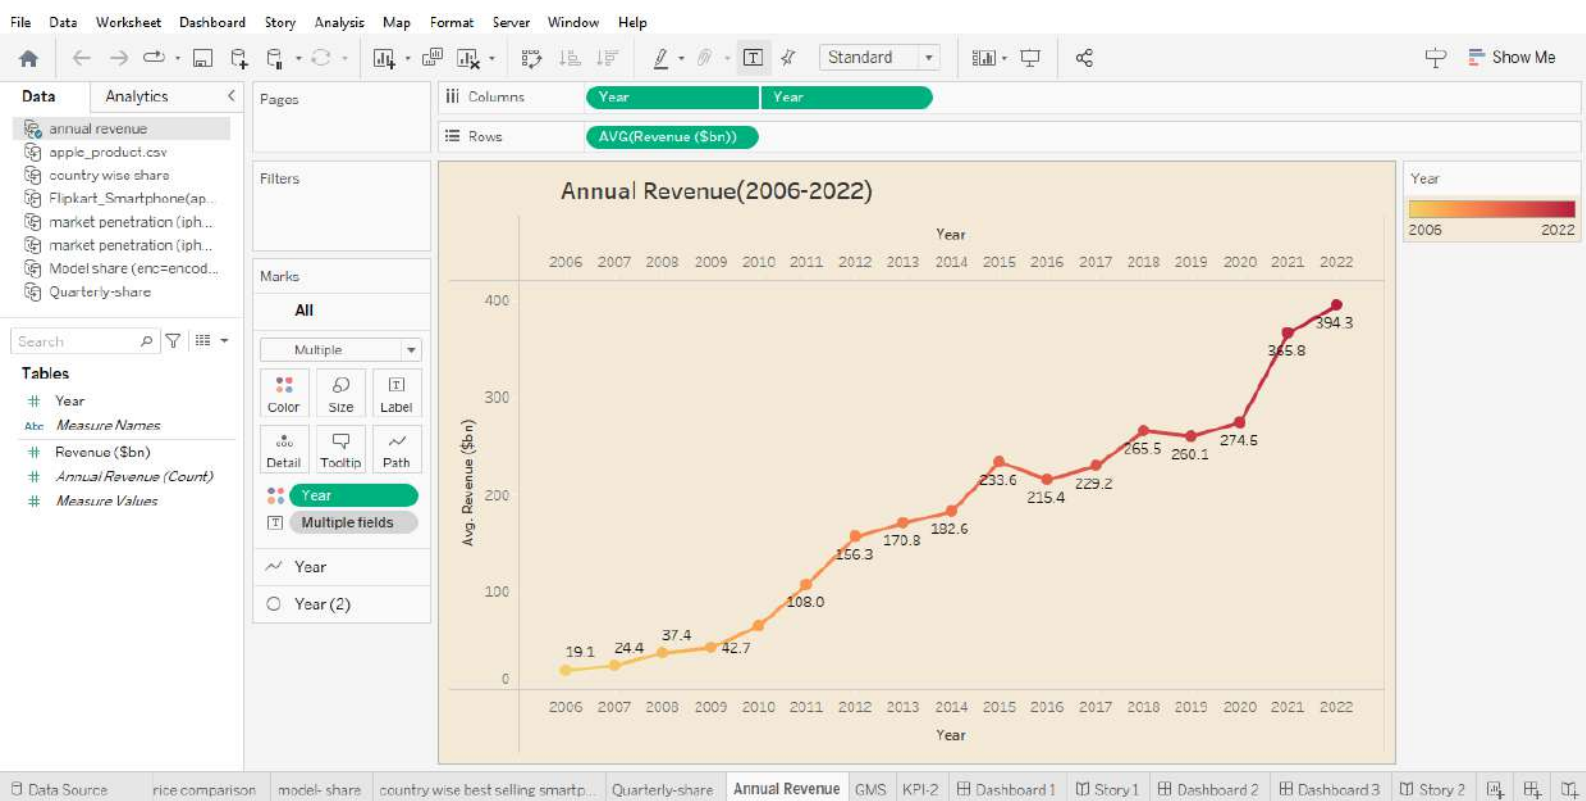 File Data Worksheet Dashboard Story Analysis Map Format Server Window Help
Standard
Show Me
Data Analytics
annual revenue
apple_product.csv
country wise share
Flipkart_Smartphone(ap...
market penetration (iph...
market penetration (iph...
Model share (enc=encod...
Quarterly-share
Search
Tables
Year
Abc Measure Names
Revenue ($bn)
Annual Revenue (Count)
Measure Values
Pages
Filters
Marks
All
Multiple
Color Size Label
Detail Tooltip Path
Year
Multiple fields
Year
Year (2)
Columns Year Year
Rows AVG(Revenue ($bn))
Annual Revenue(2006-2022)
Year
2006 2007 2008 2009 2010 2011 2012 2013 2014 2015 2016 2017 2018 2019 2020 2021 2022
400
300
200
100
0
Avg. Revenue ($bn)
19.1
24.4
37.4
42.7
108.0
156.3
170.8
182.6
233.6
215.4
229.2
265.5
260.1
274.5
365.8
394.3
2006 2007 2008 2009 2010 2011 2012 2013 2014 2015 2016 2017 2018 2019 2020 2021 2022
Year
Year
2006 2022
Data Source rice comparison model- share country wise best selling smartp... Quarterly-share Annual Revenue GMS KPI-2 Dashboard 1 Story 1 Dashboard 2 Dashboard 3 Story 2